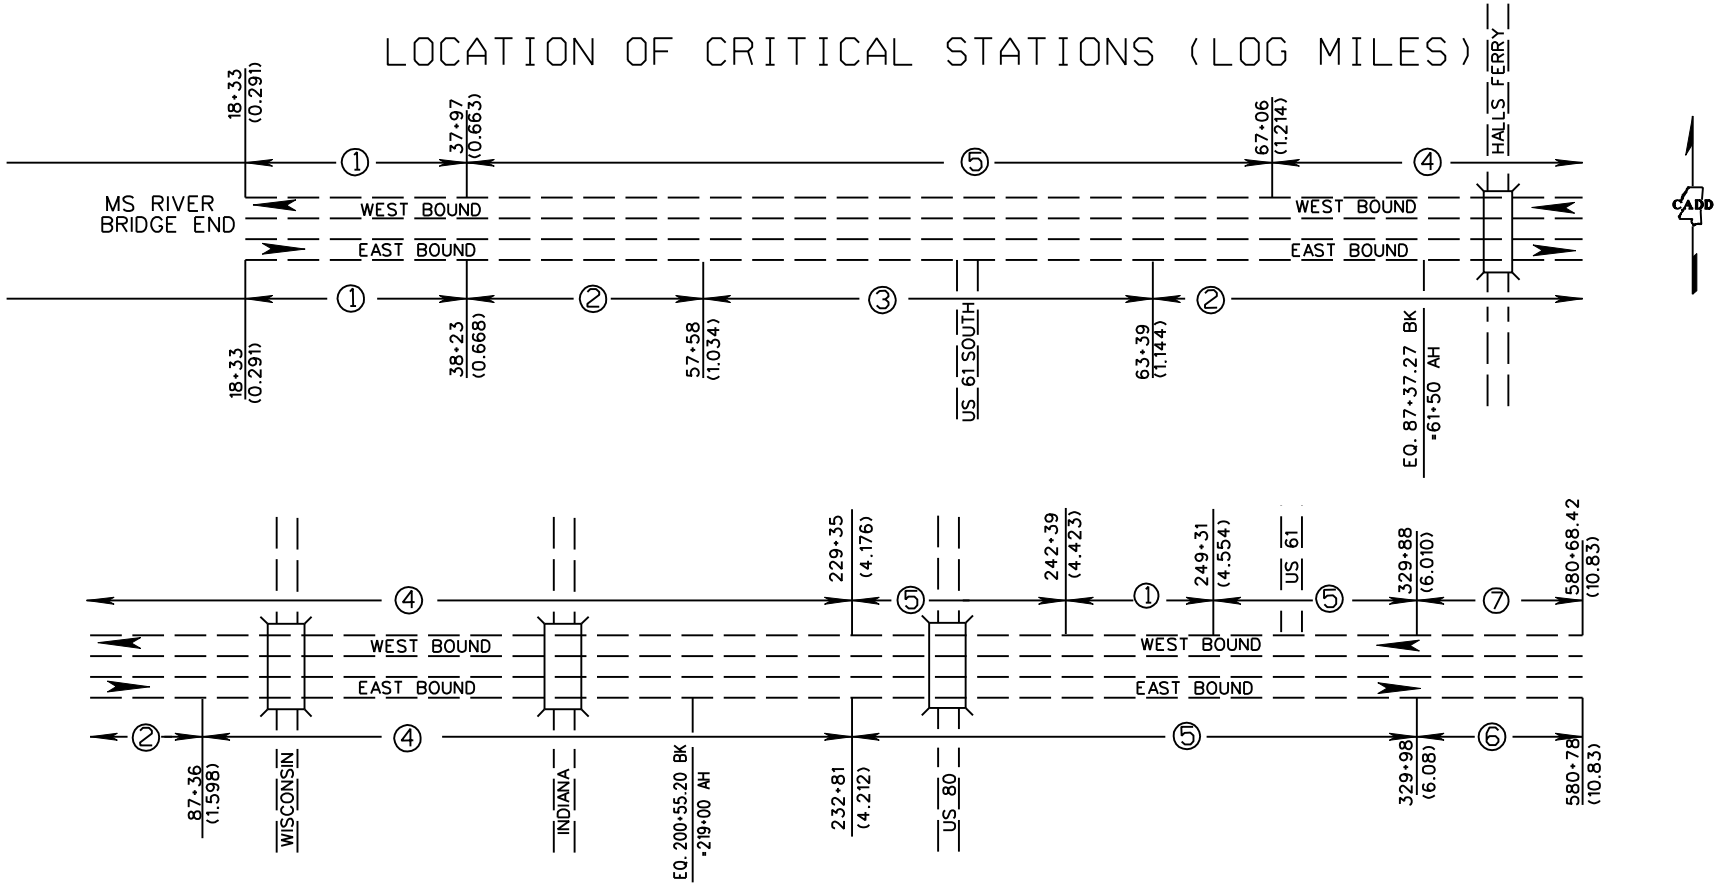 LOCATION OF CRITICAL STATIONS (LOG MILES)
18+33
(0.291)
37+97
(0.663)
67+06
(1.214)
HALLS FERRY
1
5
4
MS RIVER
BRIDGE END
WEST BOUND
WEST BOUND
EAST BOUND
EAST BOUND
CADD
1
2
3
2
18+33
(0.291)
38+23
(0.668)
57+58
(1.034)
US 61 SOUTH
63+39
(1.144)
EQ. 87+37.27 BK
=61+50 AH
229+35
(4.176)
242+39
(4.423)
249+31
(4.554)
US 61
329+88
(6.010)
580+68.42
(10.83)
4
5
1
5
7
WEST BOUND
WEST BOUND
EAST BOUND
EAST BOUND
2
4
5
6
87+36
(1.598)
WISCONSIN
INDIANA
EQ. 200+55.20 BK
=219+00 AH
232+81
(4.212)
US 80
329+98
(6.08)
580+78
(10.83)